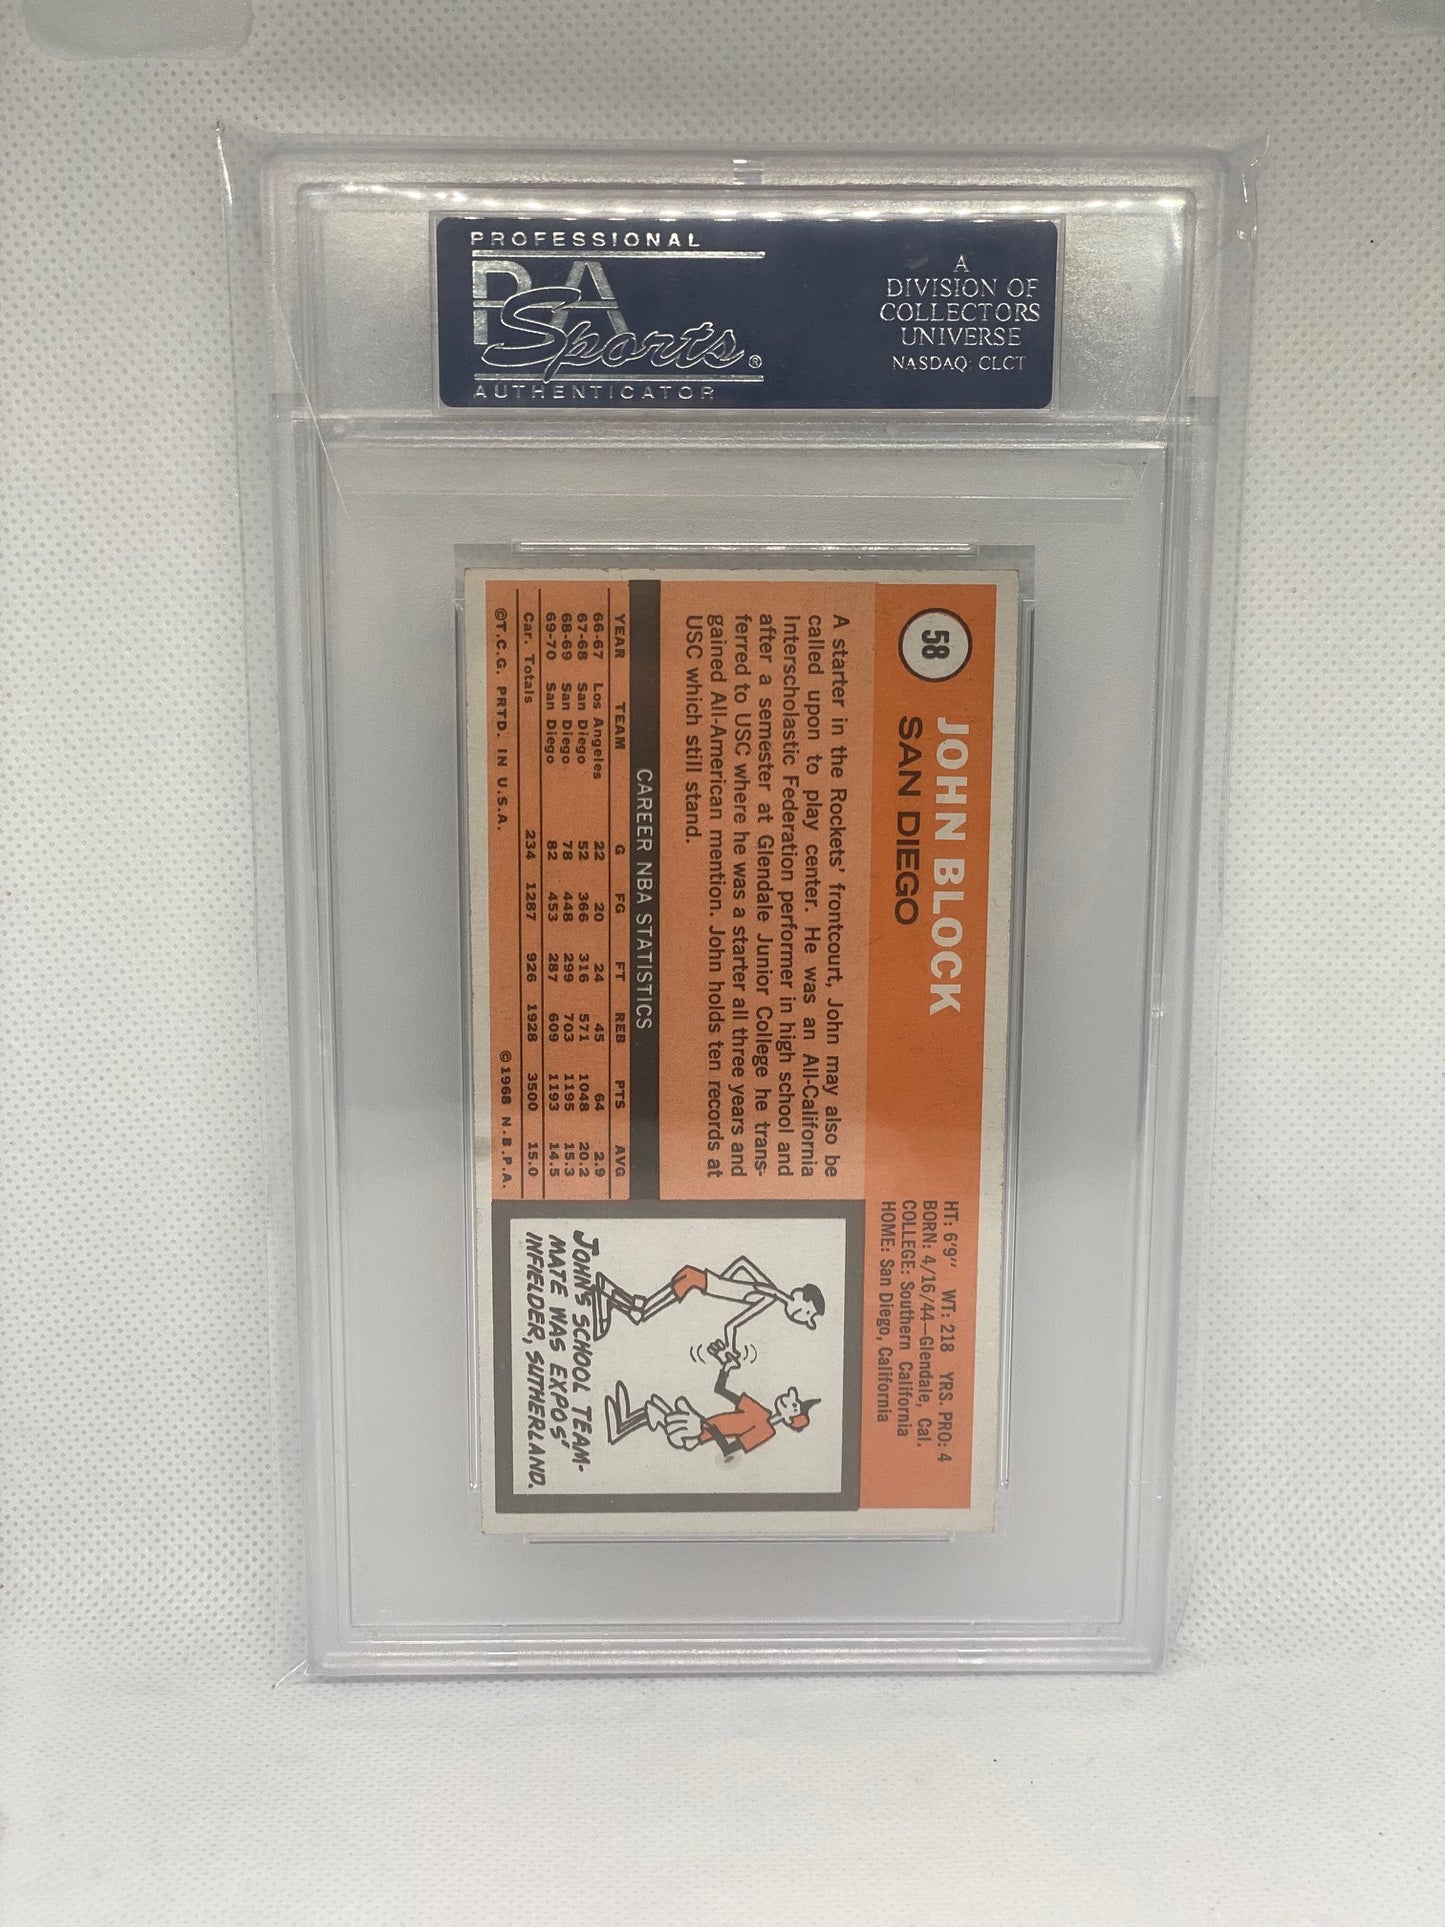 PROFESSIONAL
PSA
Sports®
AUTHENTICATOR
A
DIVISION OF
COLLECTORS
UNIVERSE
NASDAQ: CLCT
58
JOHN BLOCK
SAN DIEGO
HT: 6'9" WT: 218 YRS. PRO: 4
BORN: 4/16/44—Glendale, Cal.
COLLEGE: Southern California
HOME: San Diego, California
A starter in the Rockets' frontcourt, John may also be
called upon to play center. He was an All-California
Interscholastic Federation performer in high school and
after a semester at Glendale Junior College he trans-
ferred to USC where he was a starter all three years and
gained All-American mention. John holds ten records at
USC which still stand.
CAREER NBA STATISTICS
YEAR TEAM G FG FT REB PTS AVG
66-67 Los Angeles 22 20 24 45 64 2.9
67-68 San Diego 52 366 316 571 1048 20.2
68-69 San Diego 78 448 299 703 1195 15.3
69-70 San Diego 82 453 287 609 1193 14.5
Car. Totals 234 1287 926 1928 3500 15.0
©T.C.G. PRTD. IN U.S.A. ©1968 N.B.P.A.
JOHN'S SCHOOL TEAM-
MATE WAS EXPOS'
INFIELDER, SUTHERLAND.